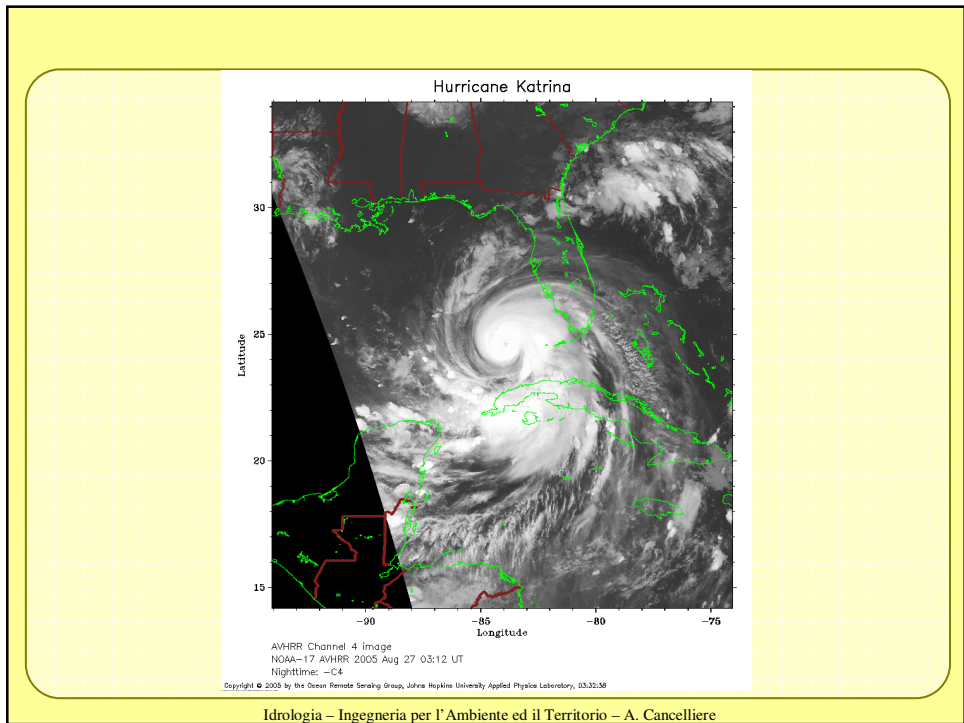 Hurricane Katrina
30
25
20
15
Latitude
-90
-85
-80
-75
Longitude
AVHRR Channel 4 image
NOAA-17 AVHRR 2005 Aug 27 03:12 UT
Nighttime: -C4
Copyright © 2005 by the Ocean Remote Sensing Group, Johns Hopkins University Applied Physics Laboratory, 03:32:38
Idrologia – Ingegneria per l'Ambiente ed il Territorio – A. Cancelliere